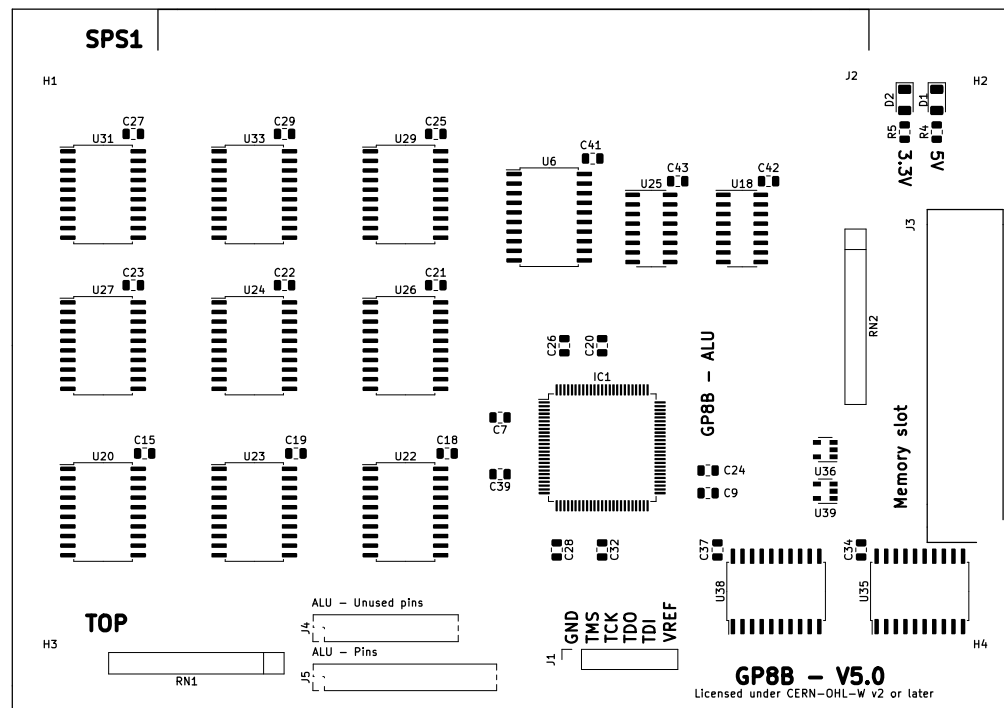 SPS1
H1
J2
H2
D2
D1
R5
R4
3.3V
5V
C27
U31
C29
U33
C25
U29
C41
U6
C43
U25
C42
U18
J3
C23
U27
C22
U24
C21
U26
RN2
C26
C20
IC1
GP8B - ALU
C7
C39
C24
C9
U36
U39
Memory slot
C15
U20
C19
U23
C18
U22
C28
C32
C37
C34
U38
U35
TOP
H3
ALU - Unused pins
J4
ALU - Pins
J5
RN1
GND
TMS
TCK
TDO
TDI
VREF
J1
H4
GP8B - V5.0
Licensed under CERN-OHL-W v2 or later